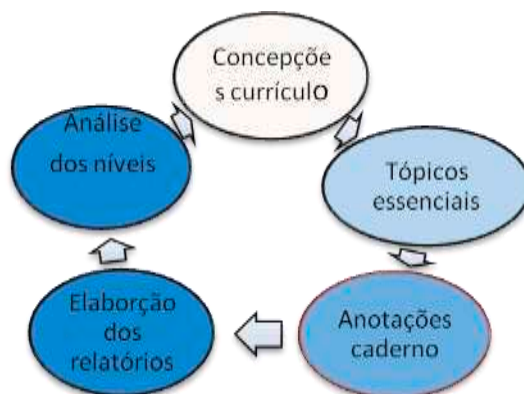 Concepçõe
s currículo
Tópicos
essenciais
Anotações
caderno
Elaborção
dos
relatórios
Análise
dos níveis